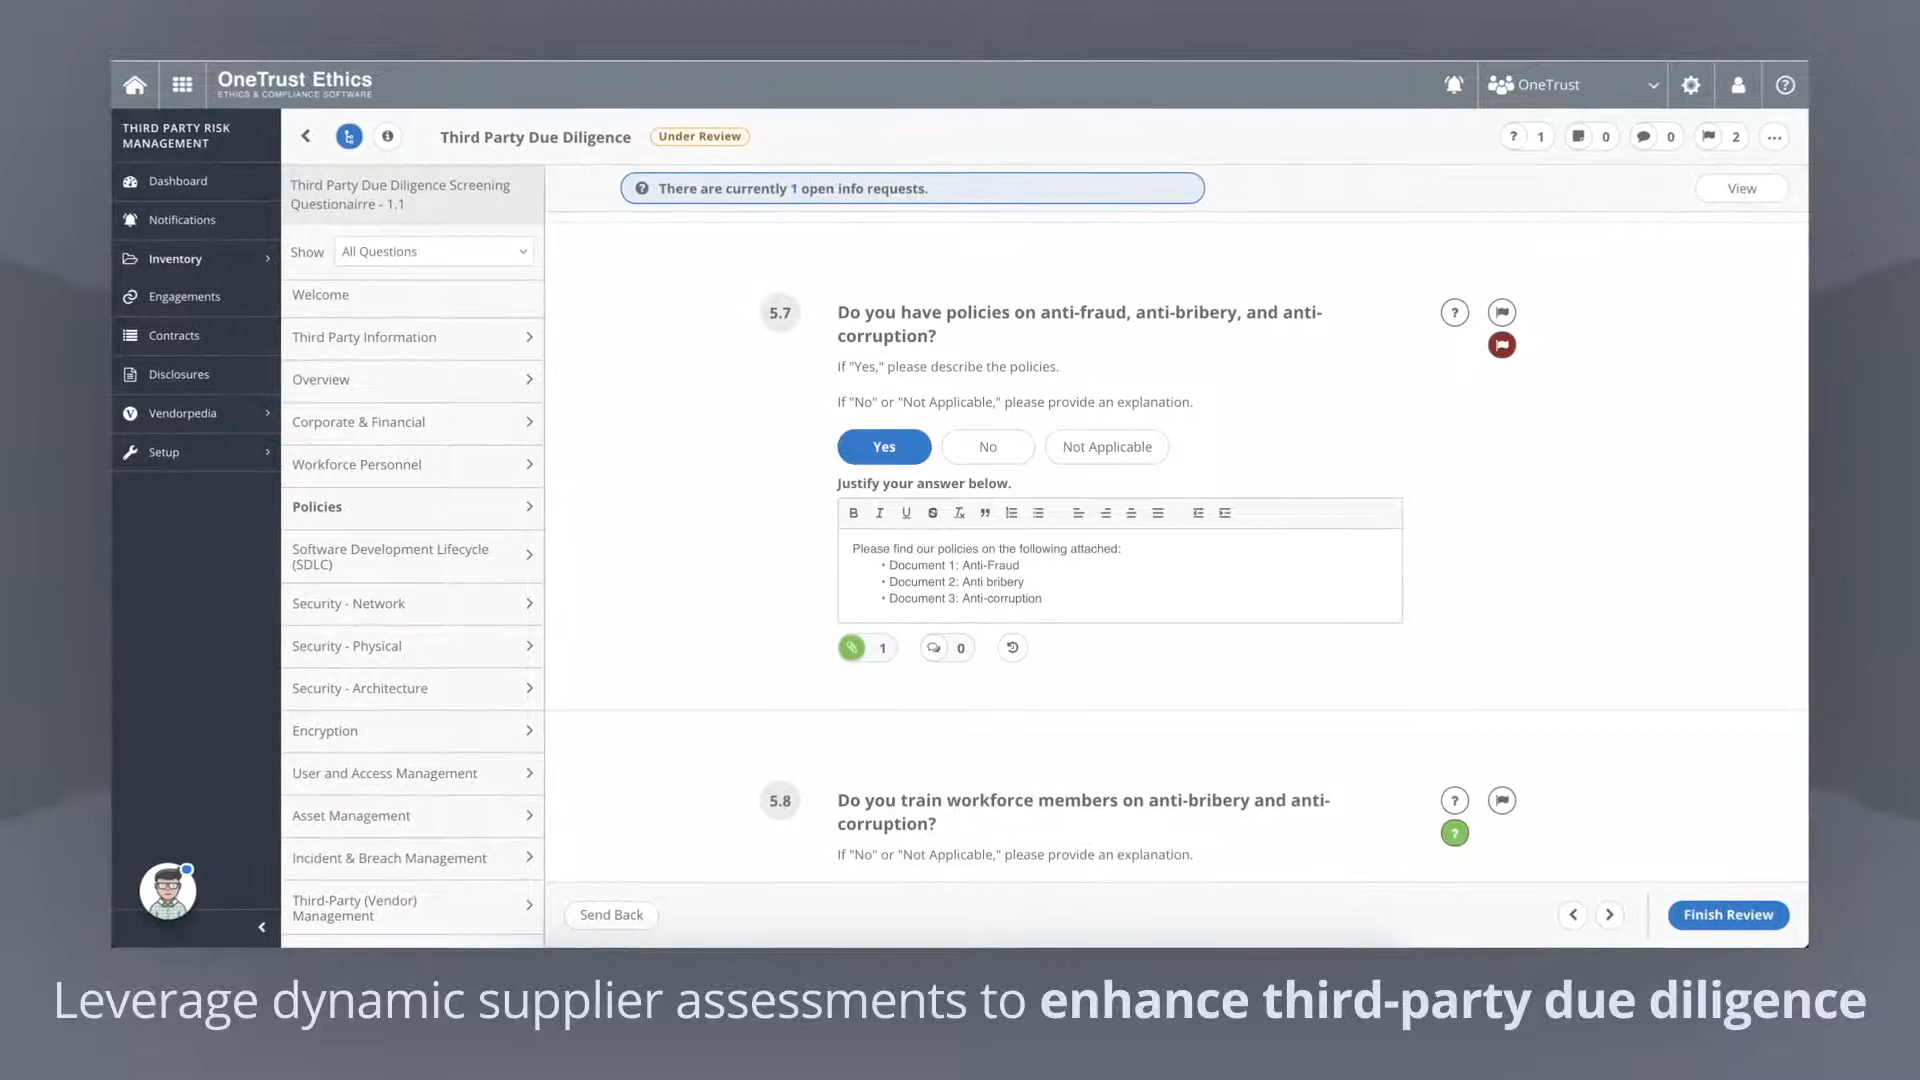 OneTrust Ethics
ETHICS & COMPLIANCE SOFTWARE
OneTrust
THIRD PARTY RISK
MANAGEMENT
Dashboard
Notifications
Inventory
Engagements
Contracts
Disclosures
Vendorpedia
Setup
Third Party Due Diligence
Under Review
? 1
0
0
2
...
Third Party Due Diligence Screening
Questionairre - 1.1
Show
All Questions
Welcome
Third Party Information
Overview
Corporate & Financial
Workforce Personnel
Policies
Software Development Lifecycle
(SDLC)
Security - Network
Security - Physical
Security - Architecture
Encryption
User and Access Management
Asset Management
Incident & Breach Management
Third-Party (Vendor)
Management
There are currently 1 open info requests.
View
5.7
Do you have policies on anti-fraud, anti-bribery, and anti-
corruption?
If "Yes," please describe the policies.
If "No" or "Not Applicable," please provide an explanation.
Yes
No
Not Applicable
Justify your answer below.
Please find our policies on the following attached:
• Document 1: Anti-Fraud
• Document 2: Anti bribery
• Document 3: Anti-corruption
1
0
5.8
Do you train workforce members on anti-bribery and anti-
corruption?
If "No" or "Not Applicable," please provide an explanation.
Send Back
Finish Review
Leverage dynamic supplier assessments to enhance third-party due diligence